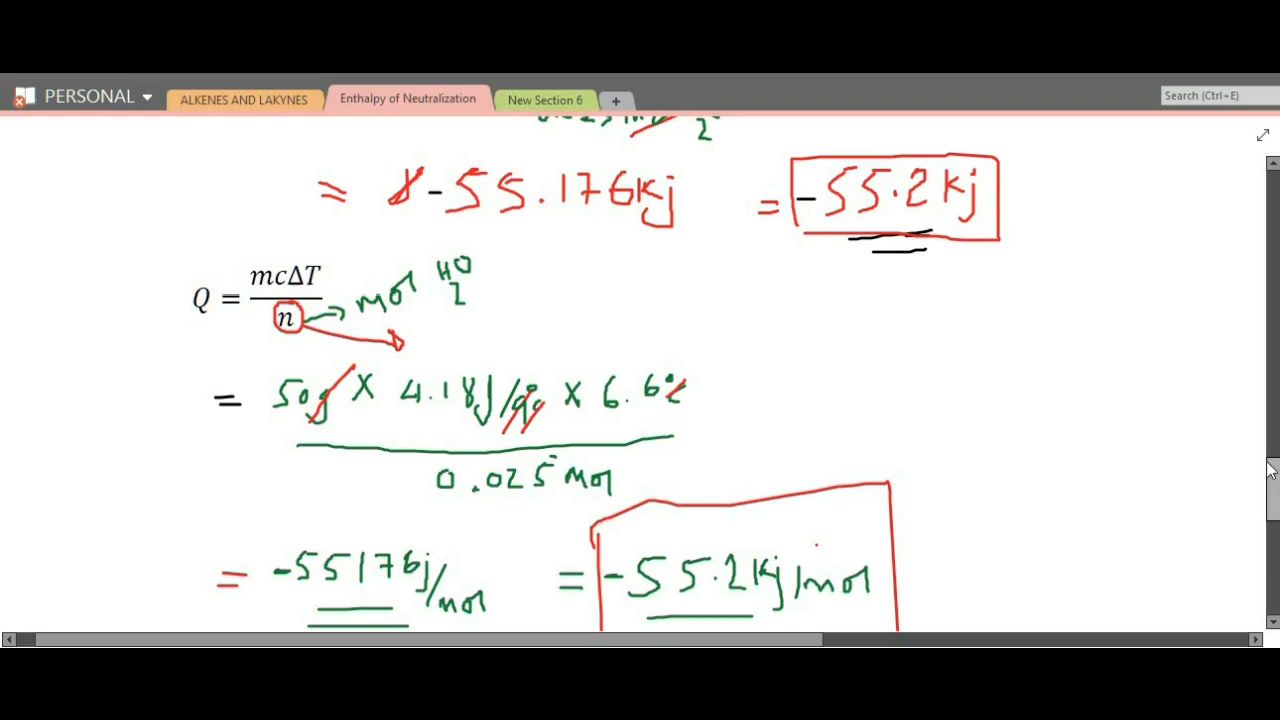 PERSONAL
ALKENES AND LAKYNES
Enthalpy of Neutralization
New Section 6
+
Search (Ctrl+E)
2
= -55.176Kj = -55.2Kj
Q = mcΔT / n → mol H2O
= 50g x 4.18J/g°c x 6.6°c
0.025 mol
= -55176j/mol = -55.2Kj/mol